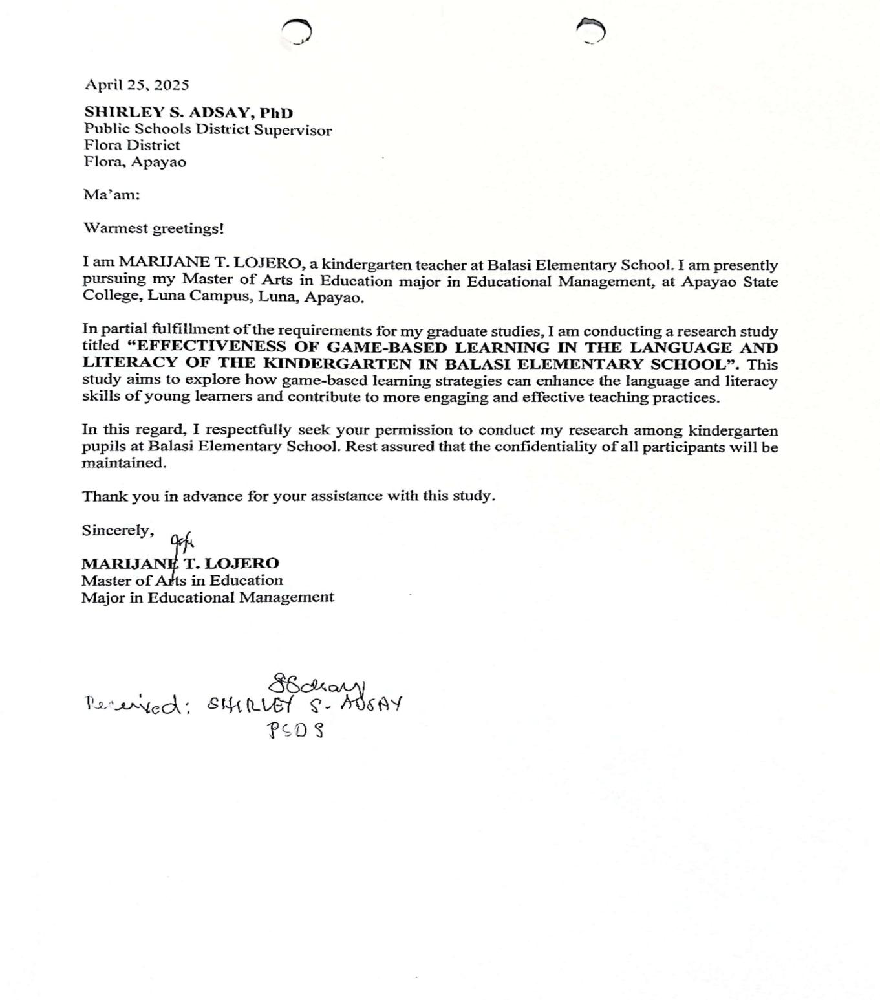 April 25, 2025
SHIRLEY S. ADSAY, PhD
Public Schools District Supervisor
Flora District
Flora, Apayao
Ma'am:
Warmest greetings!
I am MARIJANE T. LOJERO, a kindergarten teacher at Balasi Elementary School. I am presently
pursuing my Master of Arts in Education major in Educational Management, at Apayao State
College, Luna Campus, Luna, Apayao.
In partial fulfillment of the requirements for my graduate studies, I am conducting a research study
titled “EFFECTIVENESS OF GAME-BASED LEARNING IN THE LANGUAGE AND
LITERACY OF THE KINDERGARTEN IN BALASI ELEMENTARY SCHOOL”. This
study aims to explore how game-based learning strategies can enhance the language and literacy
skills of young learners and contribute to more engaging and effective teaching practices.
In this regard, I respectfully seek your permission to conduct my research among kindergarten
pupils at Balasi Elementary School. Rest assured that the confidentiality of all participants will be
maintained.
Thank you in advance for your assistance with this study.
Sincerely,
MARIJANE T. LOJERO
Master of Arts in Education
Major in Educational Management
Received: SHIRLEY S. ADSAY
PSDS